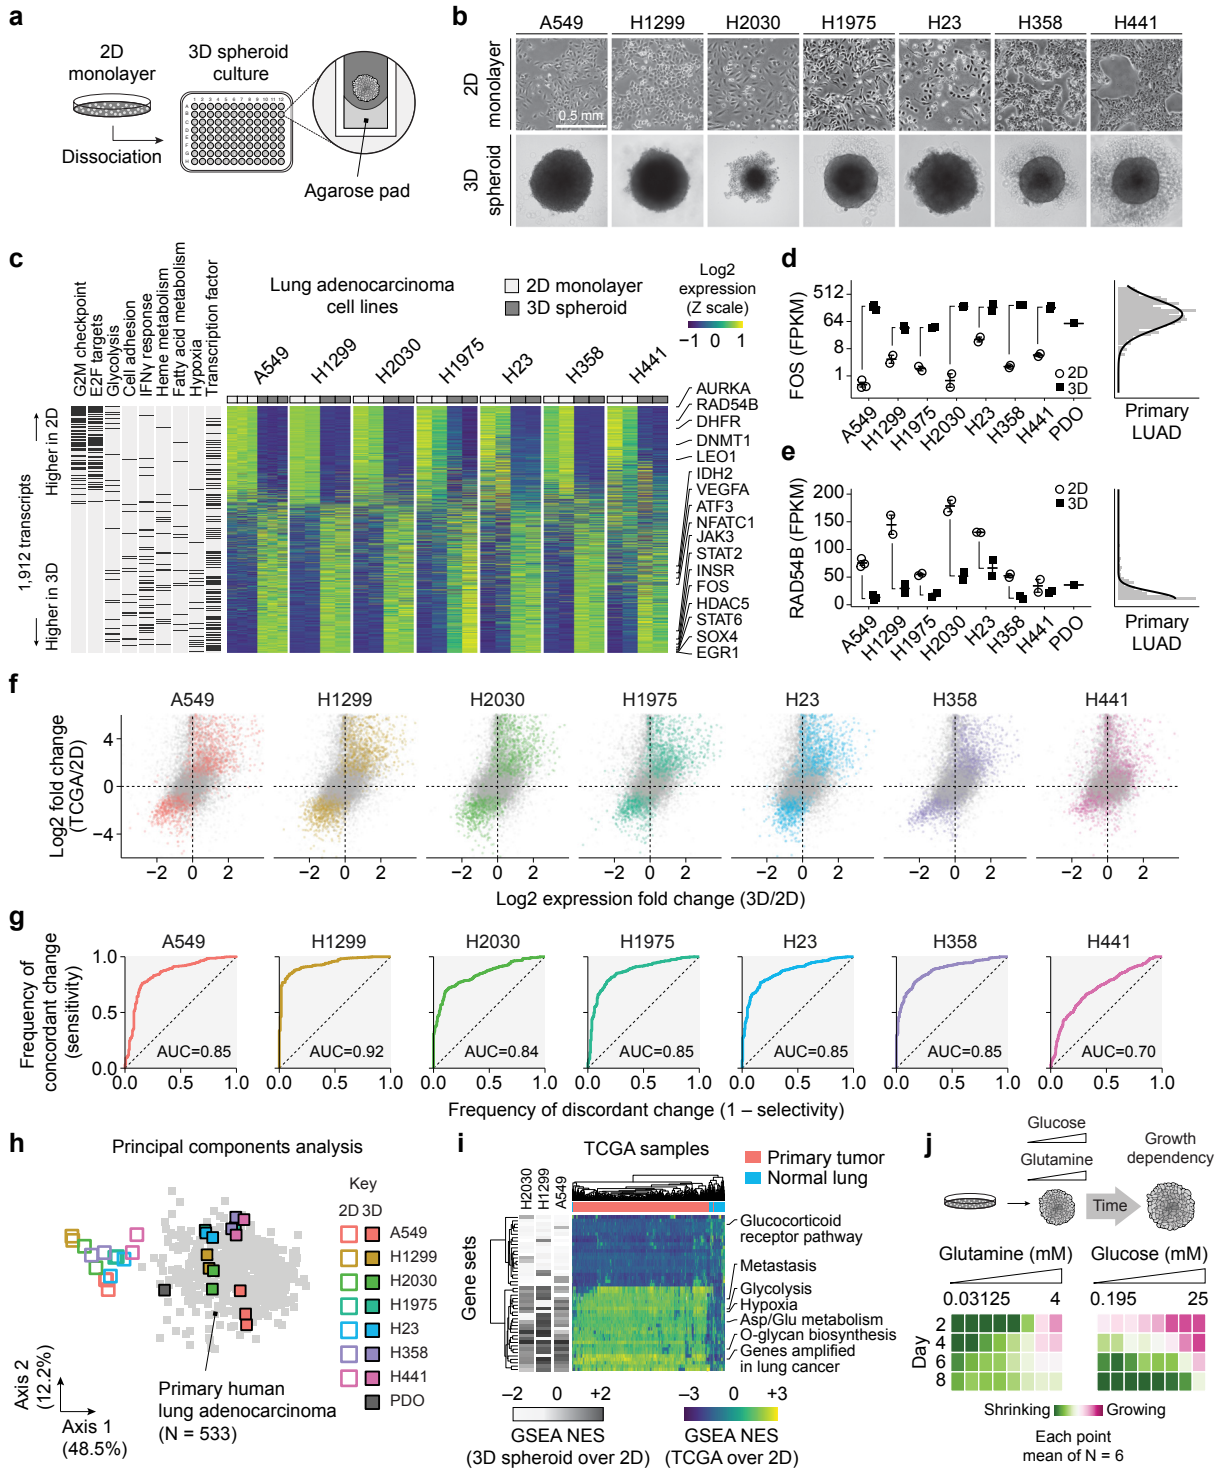 a
2D
monolayer
3D spheroid
culture
Dissociation
Agarose pad
b
A549 H1299 H2030 H1975 H23 H358 H441
2D
monolayer
0.5 mm
3D
spheroid
c
G2M checkpoint
E2F targets
Glycolysis
Cell adhesion
IFNγ response
Heme metabolism
Fatty acid metabolism
Hypoxia
Transcription factor
Lung adenocarcinoma
cell lines
2D monolayer
3D spheroid
Log2
expression
(Z scale)
−1 0 1
A549 H1299 H2030 H1975 H23 H358 H441
1,912 transcripts
Higher in 2D
Higher in 3D
AURKA
RAD54B
DHFR
DNMT1
LEO1
IDH2
VEGFA
ATF3
NFATC1
JAK3
STAT2
INSR
FOS
HDAC5
STAT6
SOX4
EGR1
d
FOS (FPKM)
512
64
8
1
2D
3D
A549 H1299 H1975 H2030 H23 H358 H441 PDO
Primary
LUAD
e
RAD54B (FPKM)
200
150
100
50
0
2D
3D
A549 H1299 H1975 H2030 H23 H358 H441 PDO
Primary
LUAD
f
A549 H1299 H2030 H1975 H23 H358 H441
Log2 fold change
(TCGA/2D)
4
0
−4
−2 0 2 −2 0 2 −2 0 2 −2 0 2 −2 0 2 −2 0 2 −2 0 2
Log2 expression fold change (3D/2D)
g
A549 H1299 H2030 H1975 H23 H358 H441
Frequency of
concordant change
(sensitivity)
1.0
0.5
0.0
AUC=0.85 AUC=0.92 AUC=0.84 AUC=0.85 AUC=0.85 AUC=0.85 AUC=0.70
0.0 0.5 1.0 0.0 0.5 1.0 0.0 0.5 1.0 0.0 0.5 1.0 0.0 0.5 1.0 0.0 0.5 1.0 0.0 0.5 1.0
Frequency of discordant change (1 – selectivity)
h
Principal components analysis
Key
2D 3D
A549
H1299
H2030
H1975
H23
H358
H441
PDO
Axis 2
(12.2%)
Axis 1
(48.5%)
Primary human
lung adenocarcinoma
(N = 533)
i
TCGA samples
Primary tumor
Normal lung
H2030
H1299
A549
Gene sets
Glucocorticoid
receptor pathway
Metastasis
Glycolysis
Hypoxia
Asp/Glu metabolism
O-glycan biosynthesis
Genes amplified
in lung cancer
−2 0 +2
GSEA NES
(3D spheroid over 2D)
−3 0 +3
GSEA NES
(TCGA over 2D)
j
Glucose
Glutamine
Time
Growth
dependency
Glutamine (mM)
0.03125 4
Glucose (mM)
0.195 25
Day
2
4
6
8
Shrinking Growing
Each point
mean of N = 6